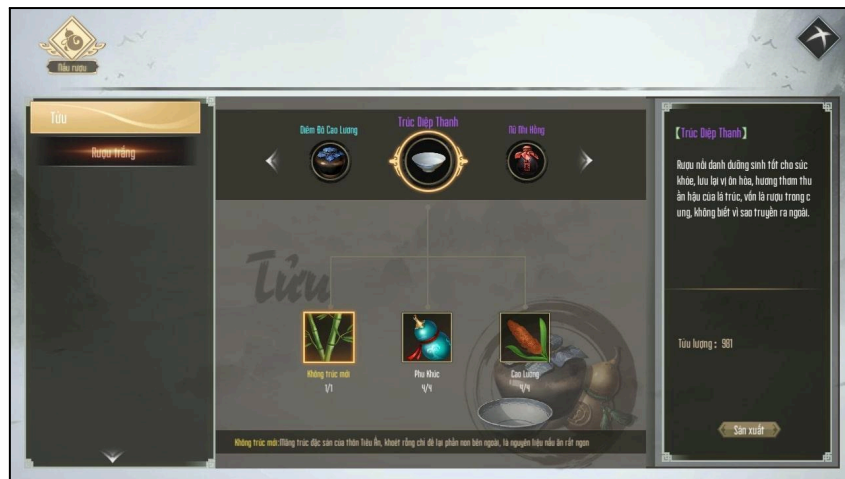 Nấu rượu
Tửu
Rượu trắng
Diêm Đô Cao Lương
Trúc Diệp Thanh
Nữ Nhi Hồng
Tửu
Không trúc mới
1/1
Phu Khúc
4/4
Cao Lương
4/4
Không trúc mới:Măng trúc đặc sản của thôn Tiêu Ân, khoét rỗng chỉ để lại phần non bên ngoài, là nguyên liệu nấu ăn rất ngon
【Trúc Diệp Thanh】
Rượu nổi danh dưỡng sinh tốt cho sức
khỏe, lưu lại vị ôn hòa, hương thơm thu
ần hậu của lá trúc, vốn là rượu trong c
ung, không biết vì sao truyền ra ngoài.
Tửu lượng: 981
Sản xuất